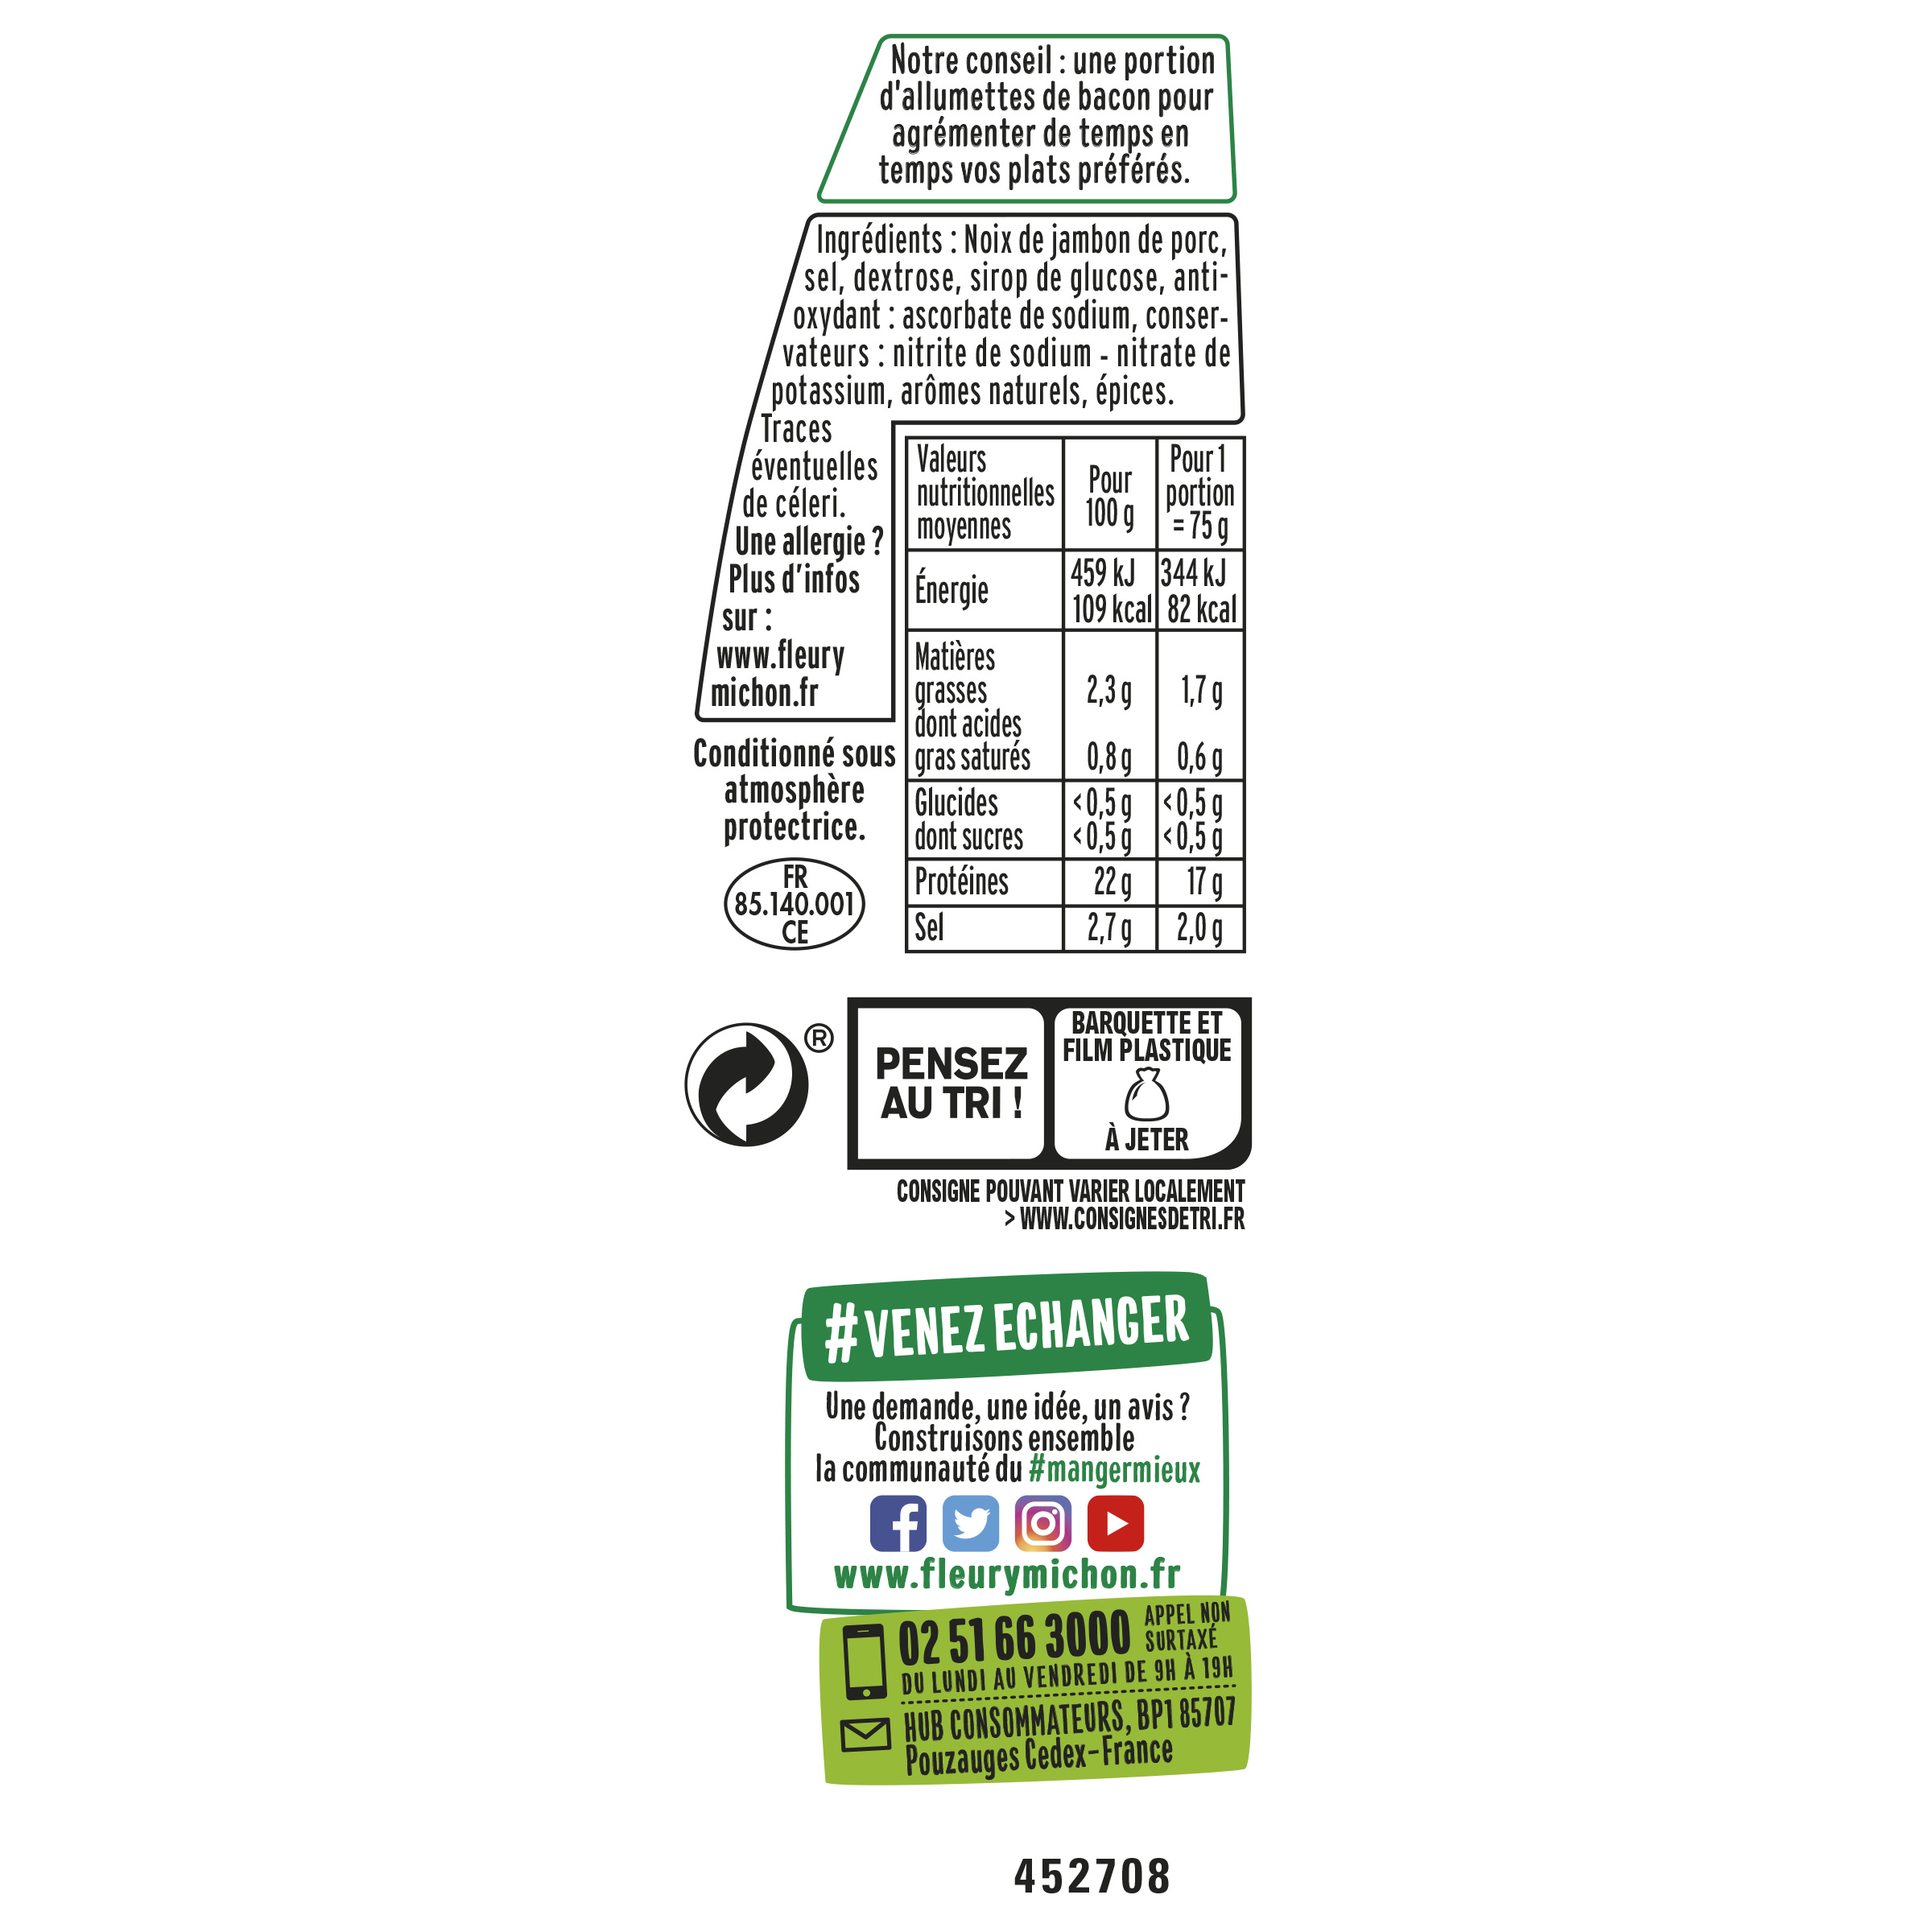 Notre conseil : une portion
d'allumettes de bacon pour
agrémenter de temps en
temps vos plats préférés.
Ingrédients : Noix de jambon de porc,
sel, dextrose, sirop de glucose, anti-
oxydant : ascorbate de sodium, conser-
vateurs : nitrite de sodium - nitrate de
potassium, arômes naturels, épices.
Traces
éventuelles
de céleri.
Une allergie ?
Plus d'infos
sur :
www.fleury
michon.fr
Conditionné sous
atmosphère
protectrice.
FR
85.140.001
CE
Valeurs
nutritionnelles
moyennes
Pour
100 g
Pour 1
portion
= 75 g
Énergie
459 kJ 344 kJ
109 kcal 82 kcal
Matières
grasses 2,3 g 1,7 g
dont acides
gras saturés 0,8 g 0,6 g
Glucides < 0,5 g < 0,5 g
dont sucres < 0,5 g < 0,5 g
Protéines 22 g 17 g
Sel 2,7 g 2,0 g
®
PENSEZ
AU TRI !
BARQUETTE ET
FILM PLASTIQUE
À JETER
CONSIGNE POUVANT VARIER LOCALEMENT
> WWW.CONSIGNESDETRI.FR
#VENEZ ECHANGER
Une demande, une idée, un avis ?
Construisons ensemble
la communauté du #mangermieux
www.fleurymichon.fr
02 51 66 3000 APPEL NON
SURTAXÉ
DU LUNDI AU VENDREDI DE 9H À 19H
HUB CONSOMMATEURS, BP1 85707
Pouzauges Cedex-France
452708